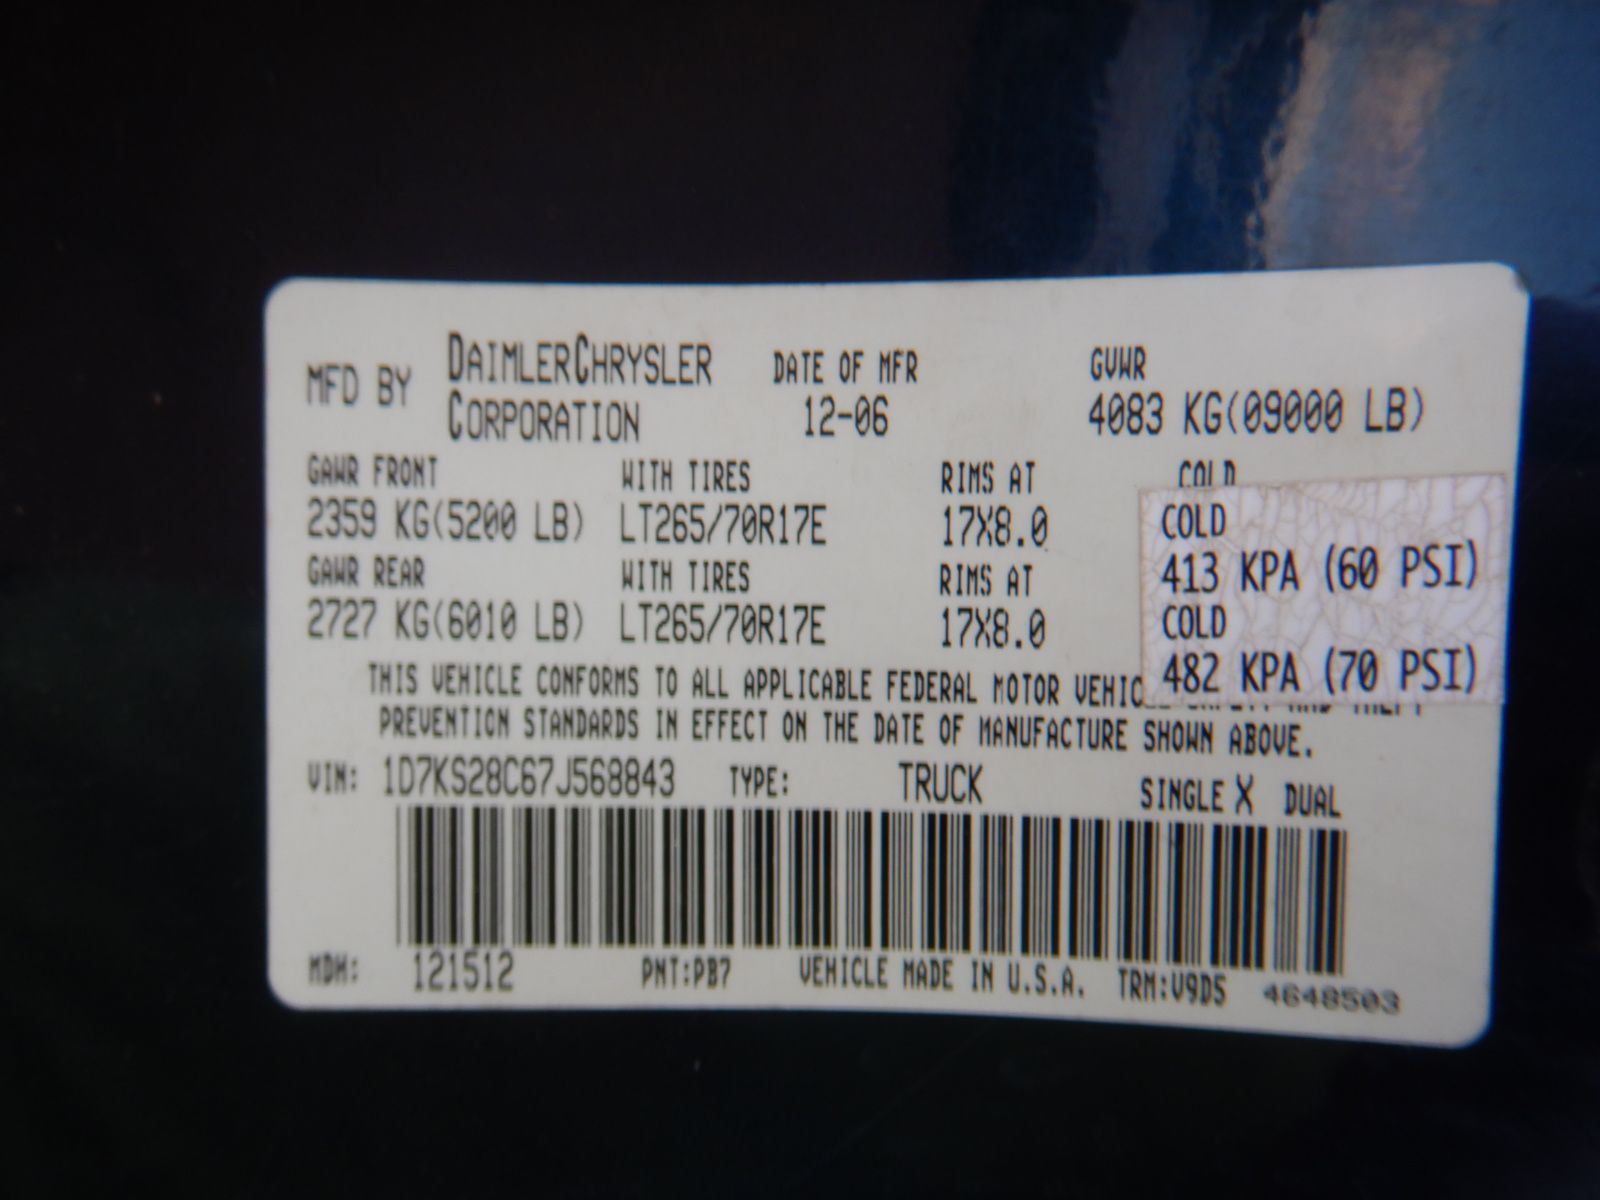 MFD BY DAIMLERCHRYSLER CORPORATION DATE OF MFR 12-06 GVWR 4083 KG(09000 LB)
GAWR FRONT WITH TIRES RIMS AT COLD
2359 KG(5200 LB) LT265/70R17E 17X8.0 COLD
413 KPA (60 PSI)
GAWR REAR WITH TIRES RIMS AT COLD
2727 KG(6010 LB) LT265/70R17E 17X8.0 482 KPA (70 PSI)
THIS VEHICLE CONFORMS TO ALL APPLICABLE FEDERAL MOTOR
PREVENTION STANDARDS IN EFFECT ON THE DATE OF MANUFACTURE SHOWN ABOVE.
VIN: 1D7KS28C67J568843 TYPE: TRUCK SINGLE X DUAL
MDH: 121512 PNT:PB7 VEHICLE MADE IN U.S.A. TRM:V9D5 4648503